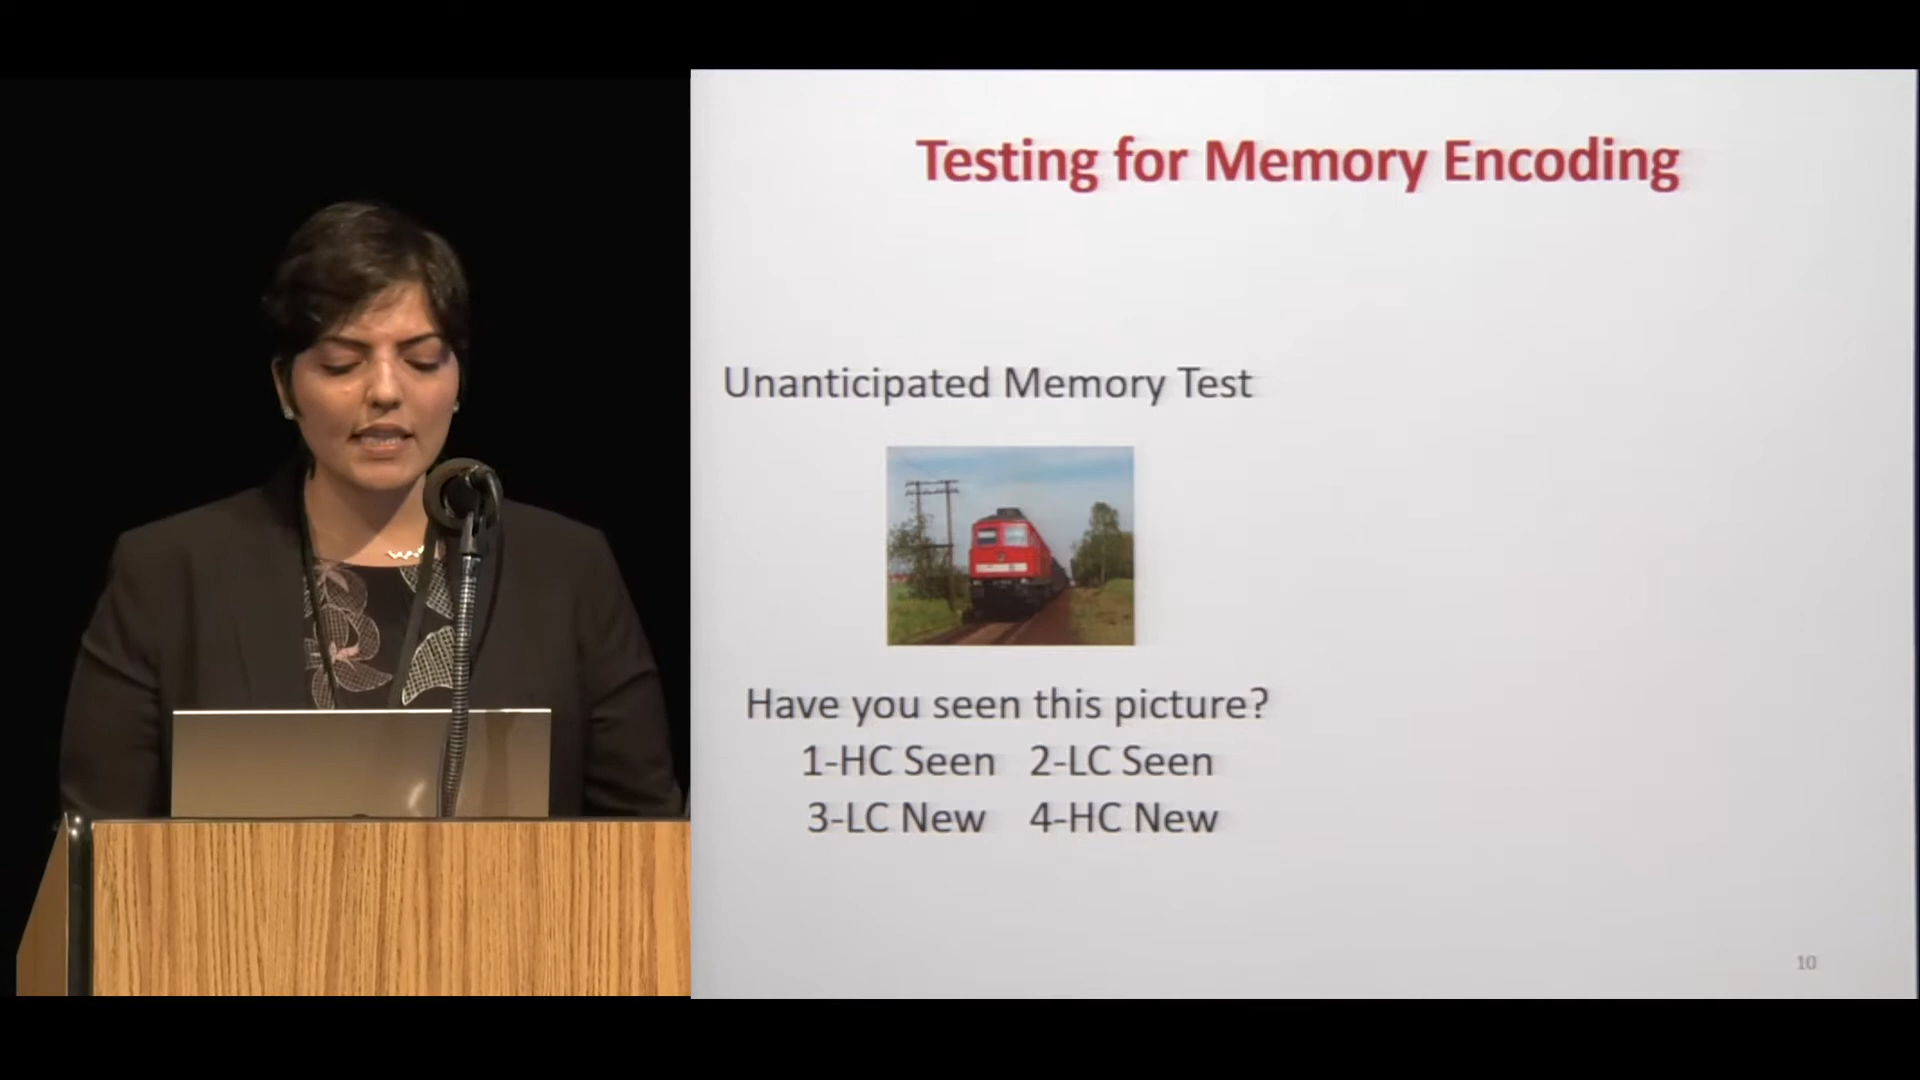 Testing for Memory Encoding
Unanticipated Memory Test
Have you seen this picture?
1-HC Seen 2-LC Seen
3-LC New 4-HC New
10